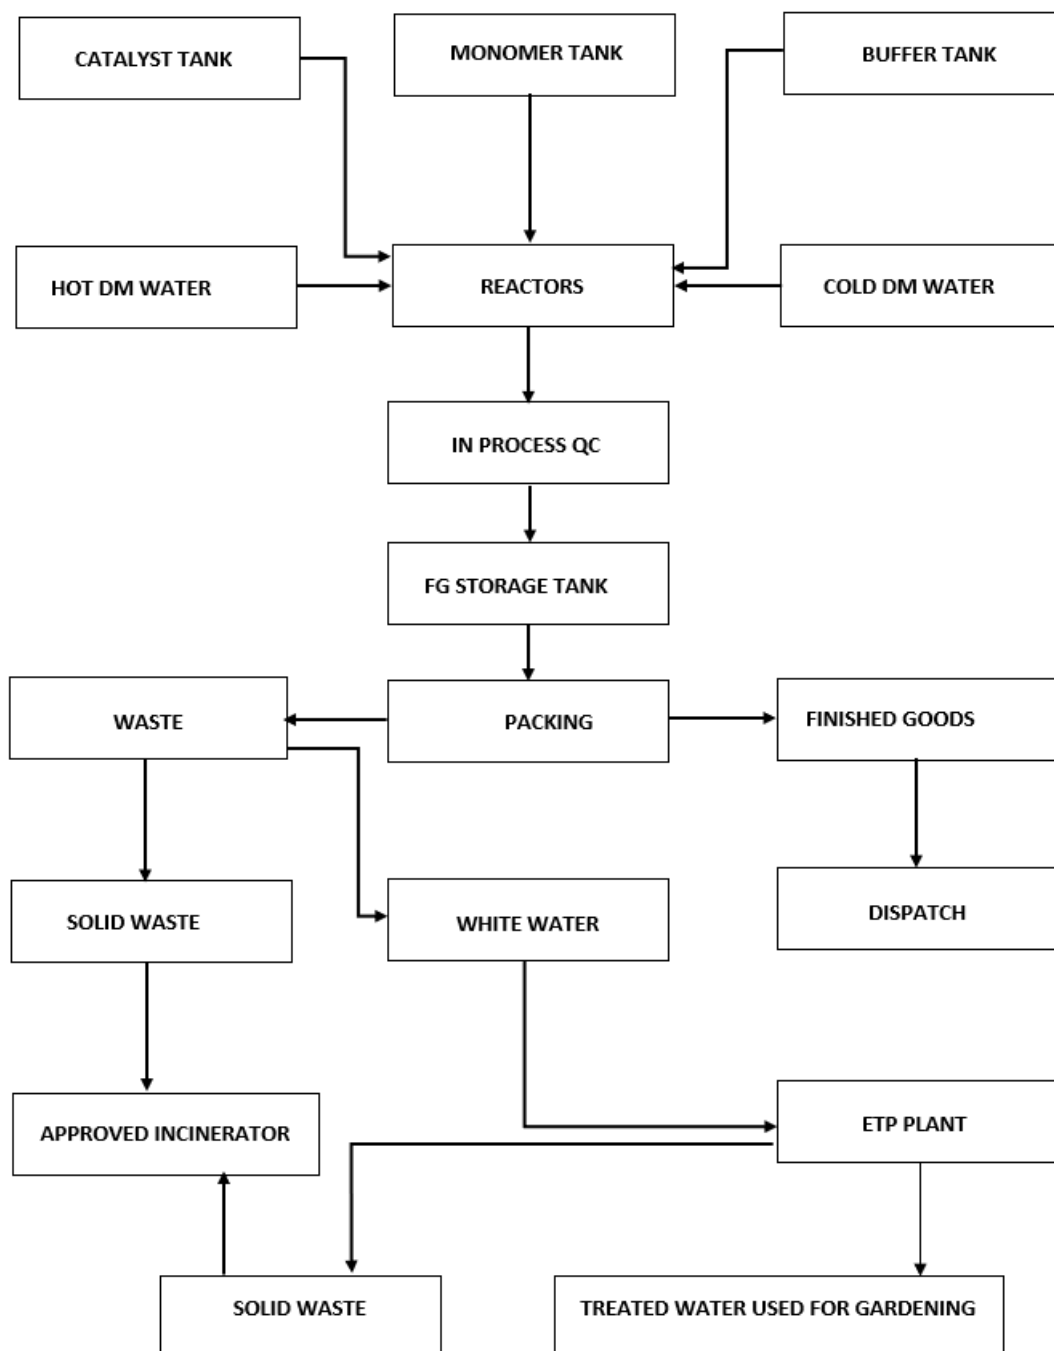 CATALYST TANK
MONOMER TANK
BUFFER TANK
HOT DM WATER
REACTORS
COLD DM WATER
IN PROCESS QC
FG STORAGE TANK
WASTE
PACKING
FINISHED GOODS
SOLID WASTE
WHITE WATER
DISPATCH
APPROVED INCINERATOR
ETP PLANT
SOLID WASTE
TREATED WATER USED FOR GARDENING